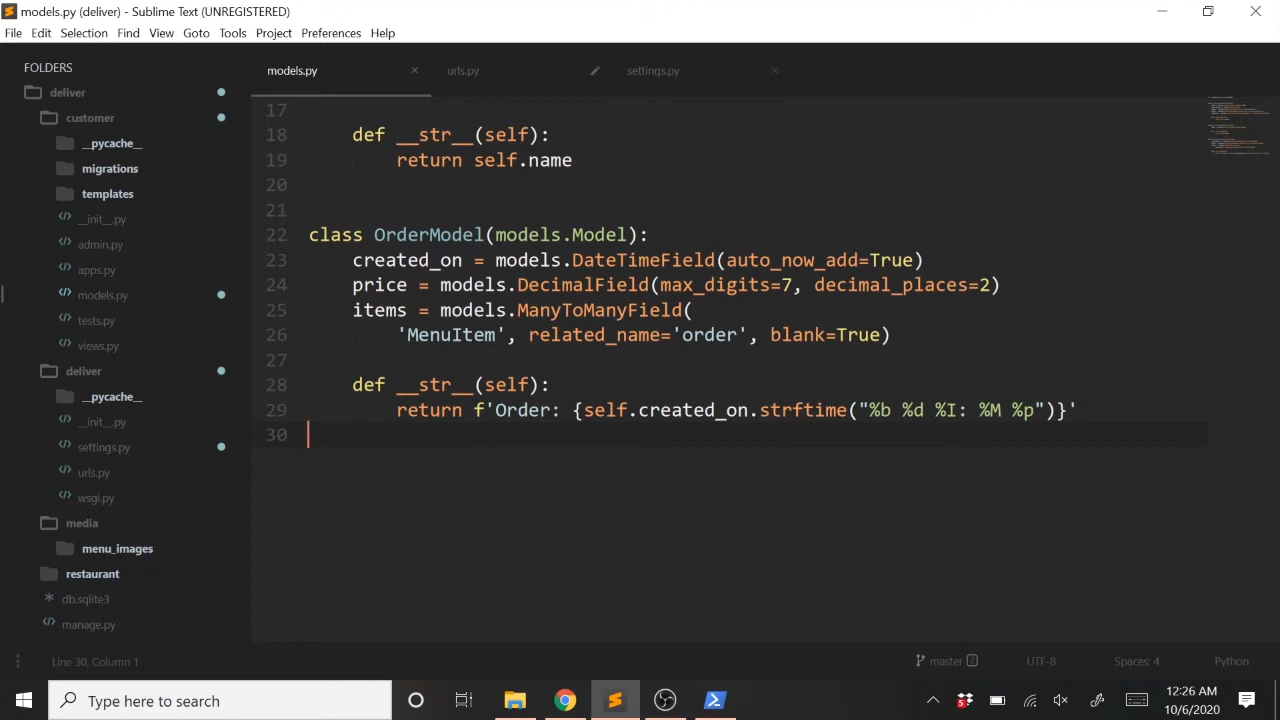 models.py (deliver) - Sublime Text (UNREGISTERED)
File Edit Selection Find View Goto Tools Project Preferences Help
FOLDERS
deliver
customer
__pycache__
migrations
templates
__init__.py
admin.py
apps.py
models.py
tests.py
views.py
deliver
__pycache__
__init__.py
settings.py
urls.py
wsgi.py
media
menu_images
restaurant
db.sqlite3
manage.py
models.py urls.py settings.py
17
18 def __str__(self):
19 return self.name
20
21
22 class OrderModel(models.Model):
23 created_on = models.DateTimeField(auto_now_add=True)
24 price = models.DecimalField(max_digits=7, decimal_places=2)
25 items = models.ManyToManyField(
26 'MenuItem', related_name='order', blank=True)
27
28 def __str__(self):
29 return f'Order: {self.created_on.strftime("%b %d %I: %M %p")}'
30
Line 30, Column 1 master 2 UTF-8 Spaces: 4 Python
Type here to search
12:26 AM
10/6/2020